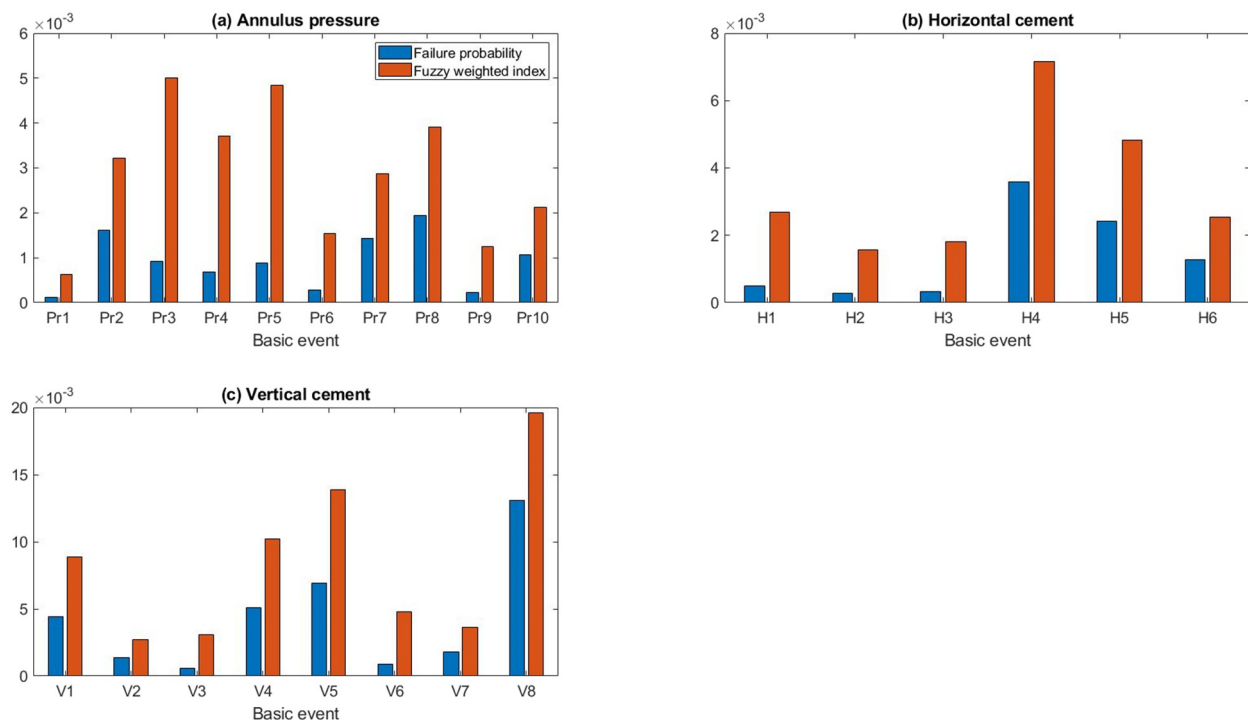 (a) Annulus pressure
×10⁻³
6
5
4
3
2
1
0
Failure probability
Fuzzy weighted index
Pr1 Pr2 Pr3 Pr4 Pr5 Pr6 Pr7 Pr8 Pr9 Pr10
Basic event
(b) Horizontal cement
×10⁻³
8
6
4
2
0
H1 H2 H3 H4 H5 H6
Basic event
(c) Vertical cement
×10⁻³
20
15
10
5
0
V1 V2 V3 V4 V5 V6 V7 V8
Basic event